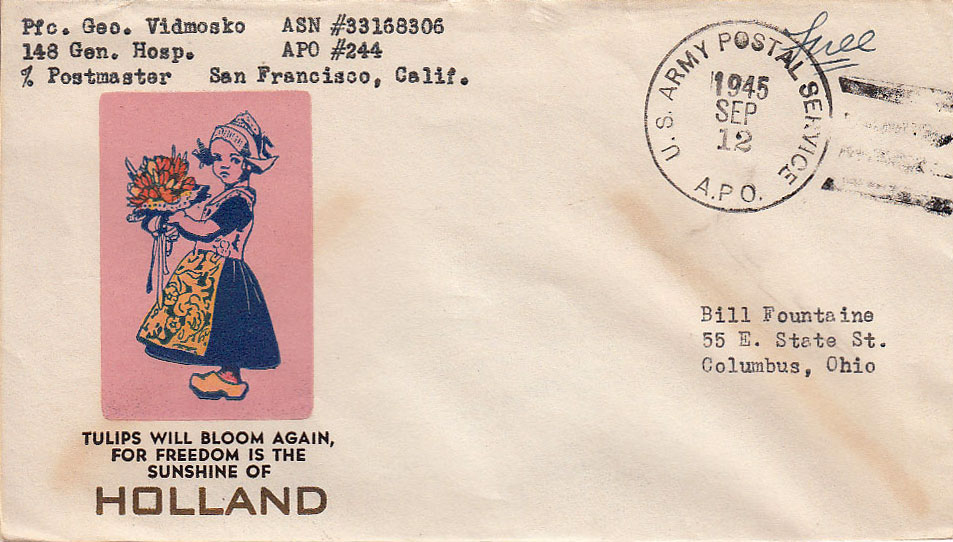 Pfc. Geo. Vidmosko ASN #33168306
148 Gen. Hosp. APO #244
% Postmaster San Francisco, Calif.
Free
U.S. ARMY POSTAL SERVICE
1945
SEP
12
A.P.O.
Bill Fountaine
55 E. State St.
Columbus, Ohio
TULIPS WILL BLOOM AGAIN,
FOR FREEDOM IS THE
SUNSHINE OF
HOLLAND